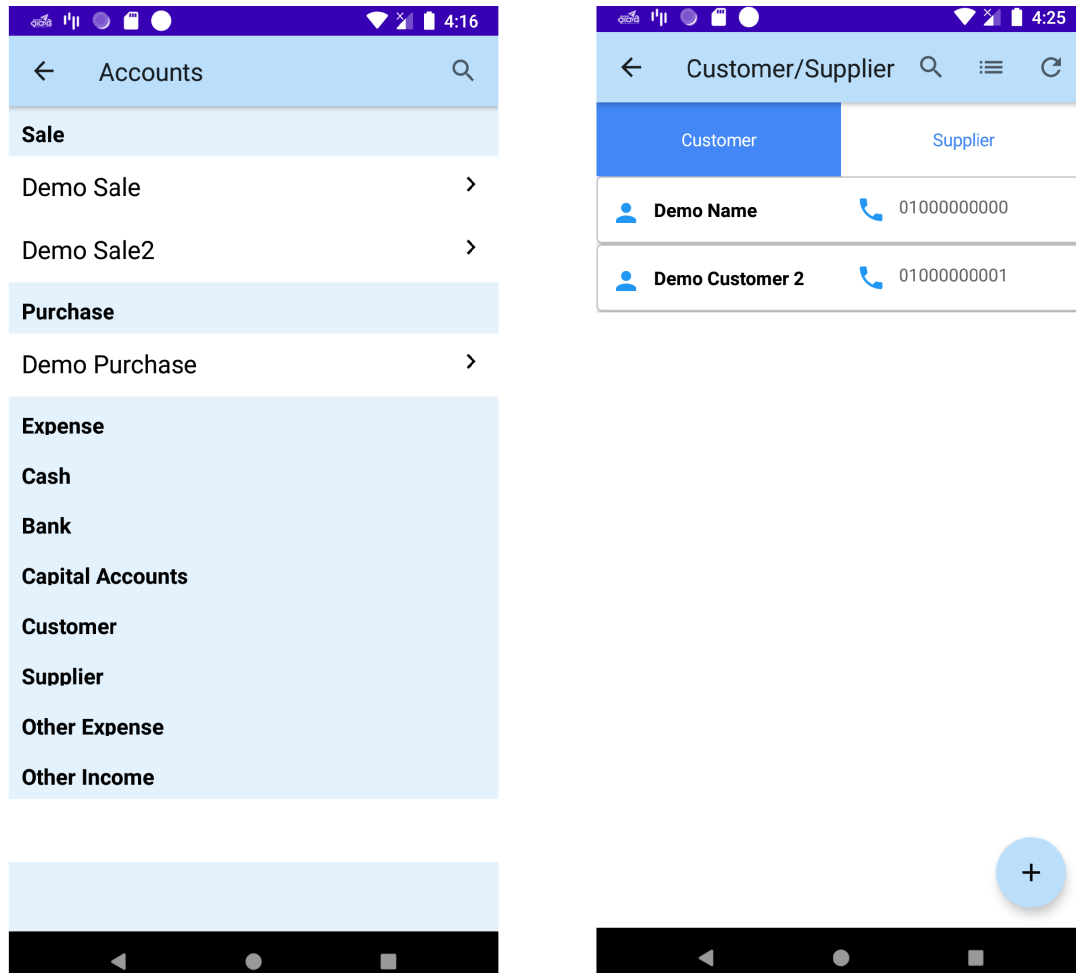 4:16
Accounts
Sale
Demo Sale
Demo Sale2
Purchase
Demo Purchase
Expense
Cash
Bank
Capital Accounts
Customer
Supplier
Other Expense
Other Income
4:25
Customer/Supplier
Customer Supplier
Demo Name 01000000000
Demo Customer 2 01000000001